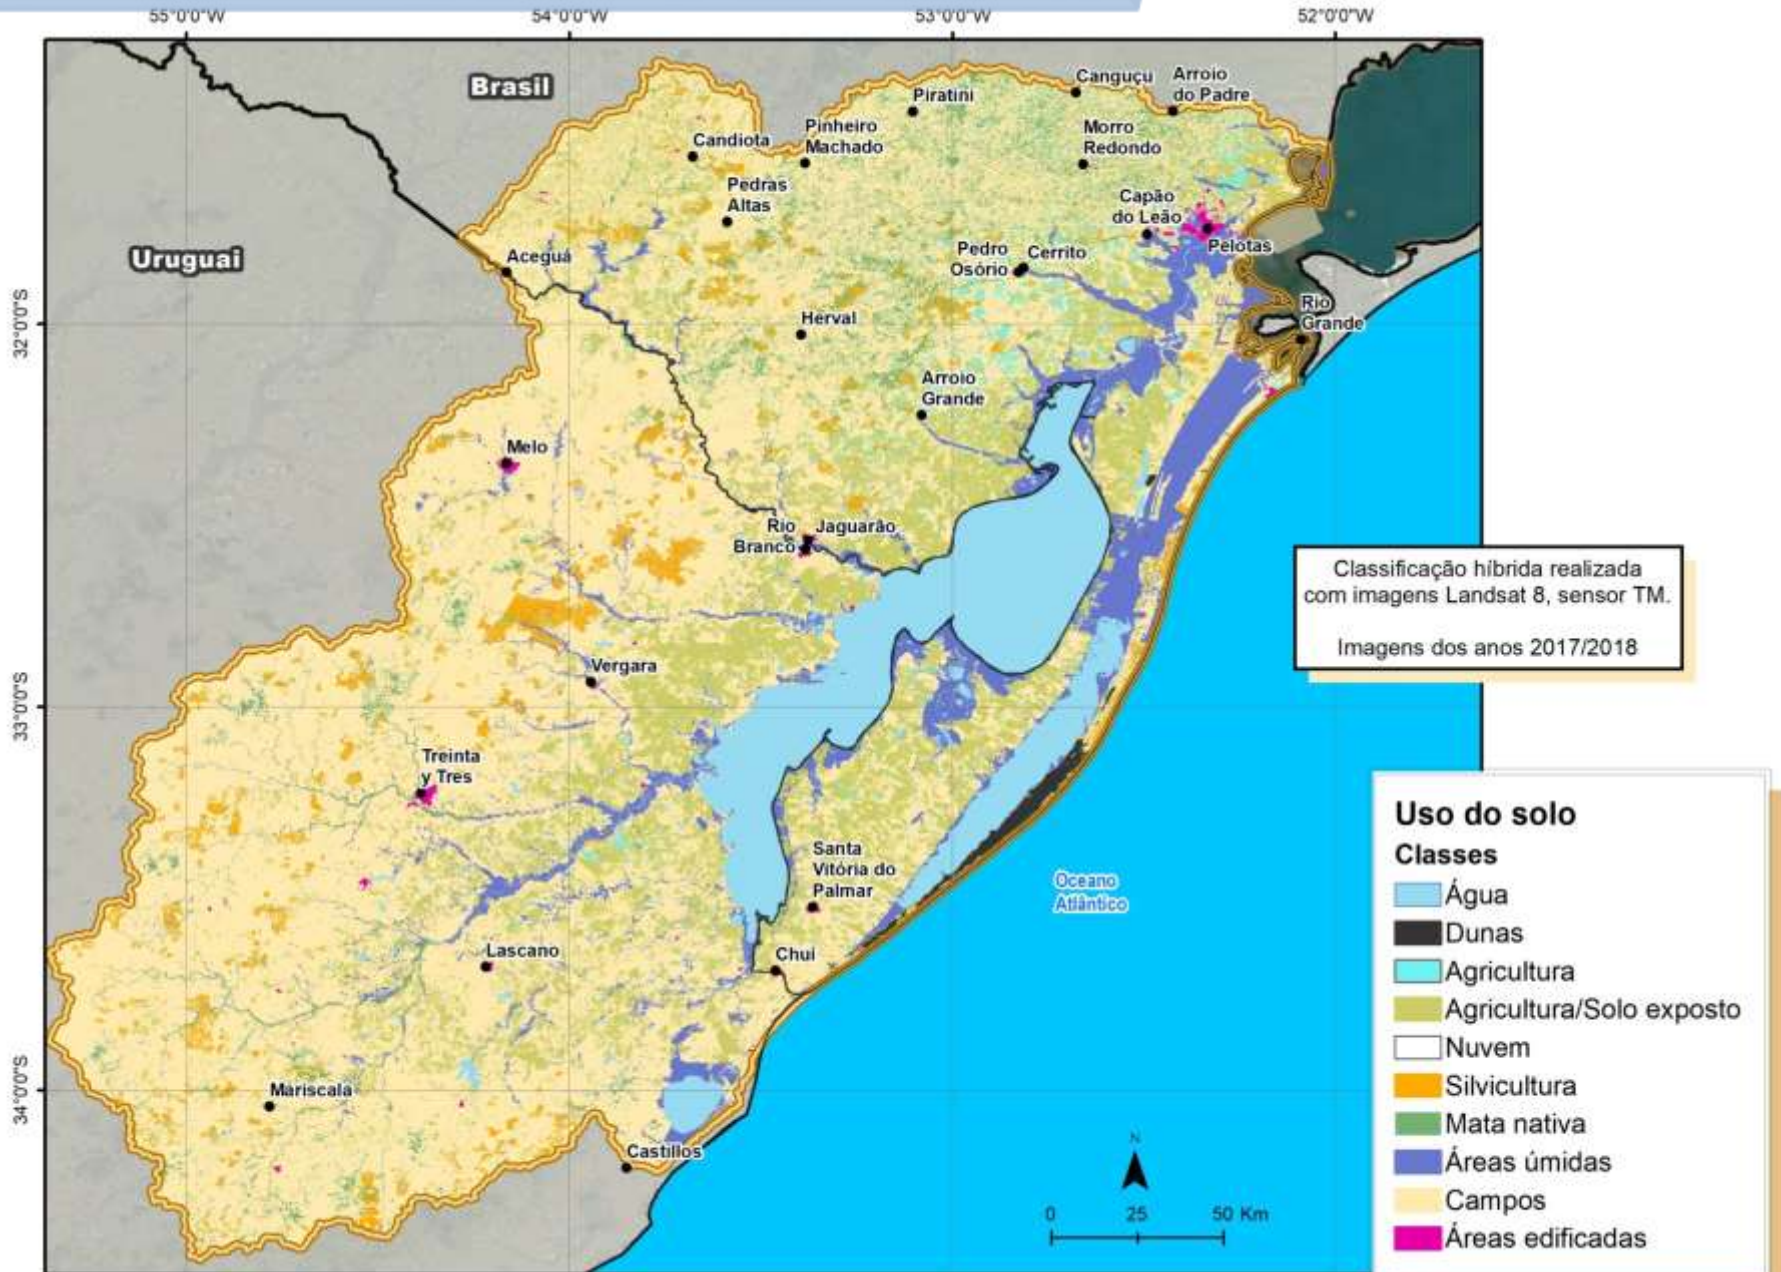 55°0'0"W
54°0'0"W
53°0'0"W
52°0'0"W
32°0'0"S
33°0'0"S
34°0'0"S
Brasil
Uruguai
Canguçu
Arroio
do Padre
Piratini
Pinheiro
Machado
Candiota
Morro
Redondo
Pedras
Altas
Capão
do Leão
Pelotas
Pedro
Osório
Cerrito
Aceguá
Rio
Grande
Herval
Arroio
Grande
Melo
Rio
Branco
Jaguarão
Vergara
Treinta
y Tres
Santa
Vitória do
Palmar
Lascano
Chui
Mariscala
Castillos
Oceano
Atlântico
Classificação híbrida realizada
com imagens Landsat 8, sensor TM.
Imagens dos anos 2017/2018
N
0 25 50 Km
Uso do solo
Classes
Água
Dunas
Agricultura
Agricultura/Solo exposto
Nuvem
Silvicultura
Mata nativa
Áreas úmidas
Campos
Áreas edificadas